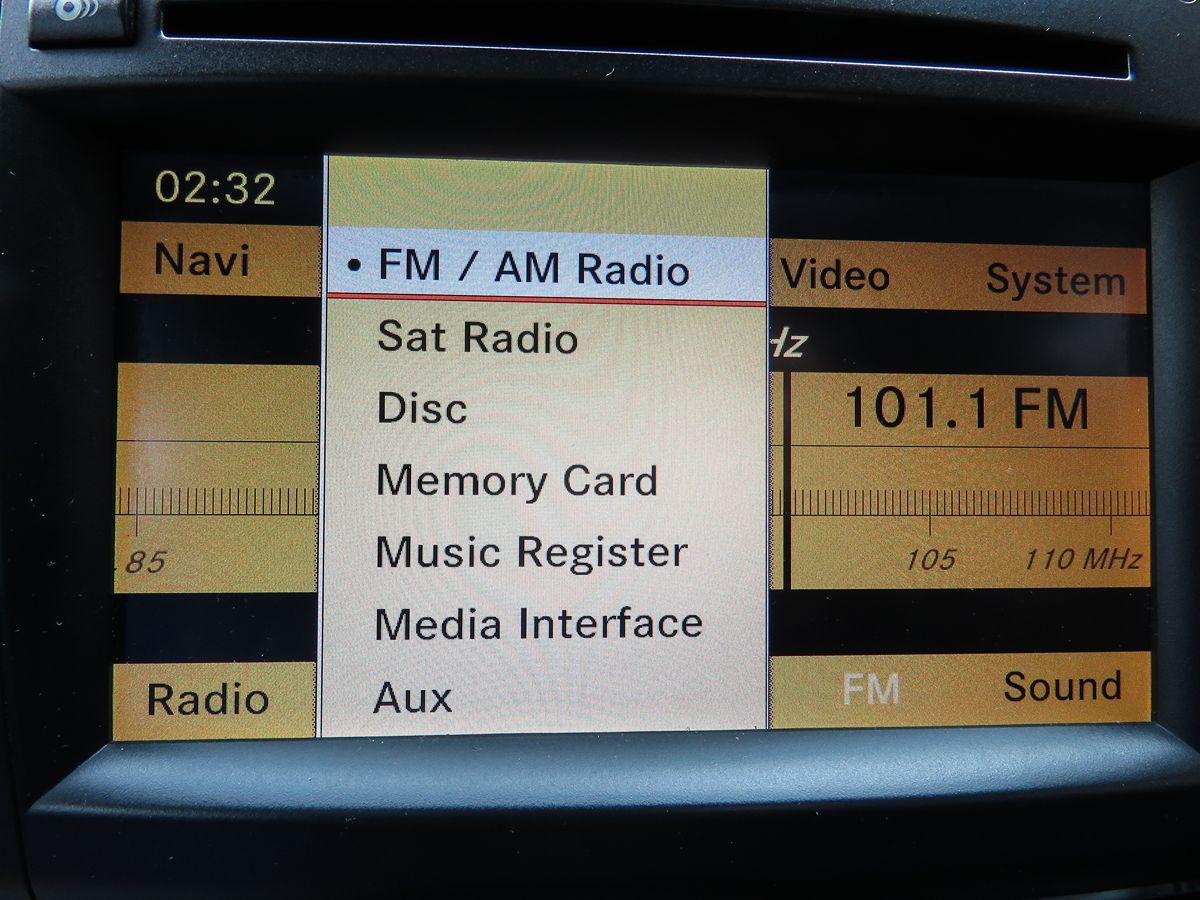 02:32
Navi
• FM / AM Radio
Video System
Sat Radio
Hz
Disc
101.1 FM
Memory Card
Music Register
85
105 110 MHz
Media Interface
Radio
Aux
FM Sound